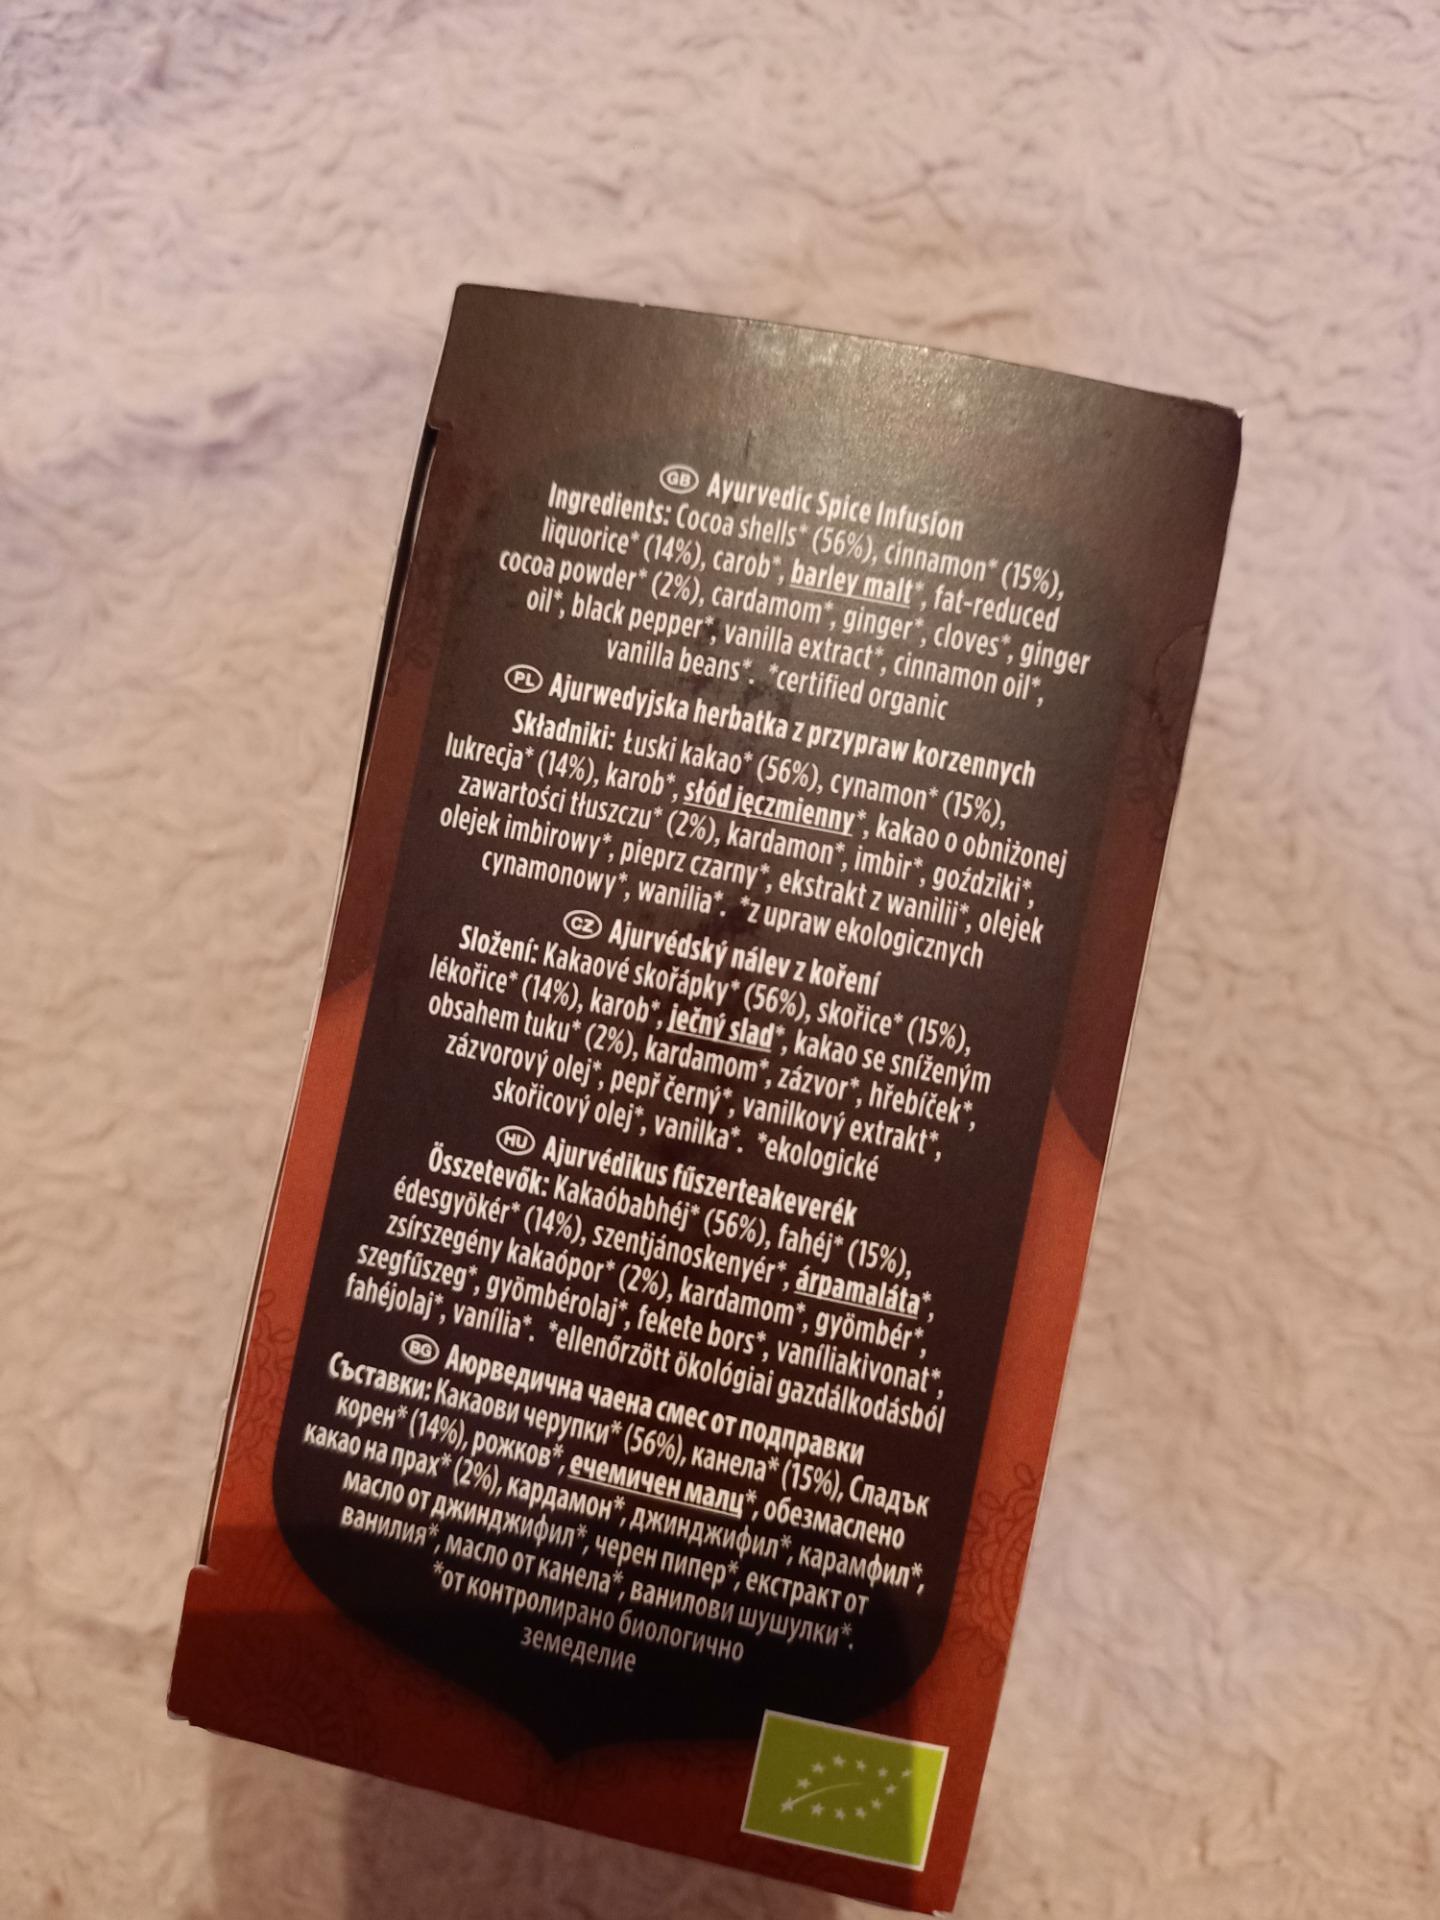 GB Ayurvedic Spice Infusion
Ingredients: Cocoa shells* (56%), cinnamon* (15%),
liquorice* (14%), carob*, barley malt*, fat-reduced
cocoa powder* (2%), cardamom*, ginger*, cloves*, ginger
oil*, black pepper*, vanilla extract*, cinnamon oil*,
vanilla beans*. *certified organic
PL Ajurwedyjska herbatka z przypraw korzennych
Składniki: Łuski kakao* (56%), cynamon* (15%),
lukrecja* (14%), karob*, słód jęczmienny*, kakao o obniżonej
zawartości tłuszczu* (2%), kardamon*, imbir*, goździki*,
olejek imbirowy*, pieprz czarny*, ekstrakt z wanilii*, olejek
cynamonowy*, wanilia*. *z upraw ekologicznych
CZ Ajurvédský nálev z koření
Složení: Kakaové skořápky* (56%), skořice* (15%),
lékořice* (14%), karob*, ječný slad*, kakao se sníženým
obsahem tuku* (2%), kardamom*, zázvor*, hřebíček*,
zázvorový olej*, pepř černý*, vanilkový extrakt*,
skořicový olej*, vanilka*. *ekologické
HU Ajurvédikus fűszerteakeverék
Összetevők: Kakaóbabhéj* (56%), fahéj* (15%),
édesgyökér* (14%), szentjánoskenyér*, árpamaláta*,
zsírszegény kakaópor* (2%), kardamom*, gyömbér*,
szegfűszeg*, gyömbérolaj*, fekete bors*, vaníliakivonat*,
fahéjolaj*, vanília*. *ellenőrzött ökológiai gazdálkodásból
BG Аюрведична чаена смес от подправки
Съставки: Какаови черупки* (56%), канела* (15%), Сладък
корен* (14%), рожков*, ечемичен малц*, обезмаслено
какао на прах* (2%), кардамон*, джинджифил*, карамфил*,
масло от джинджифил*, черен пипер*, екстракт от
ванилия*, масло от канела*, ванилови шушулки*.
*от контролирано биологично
земеделие